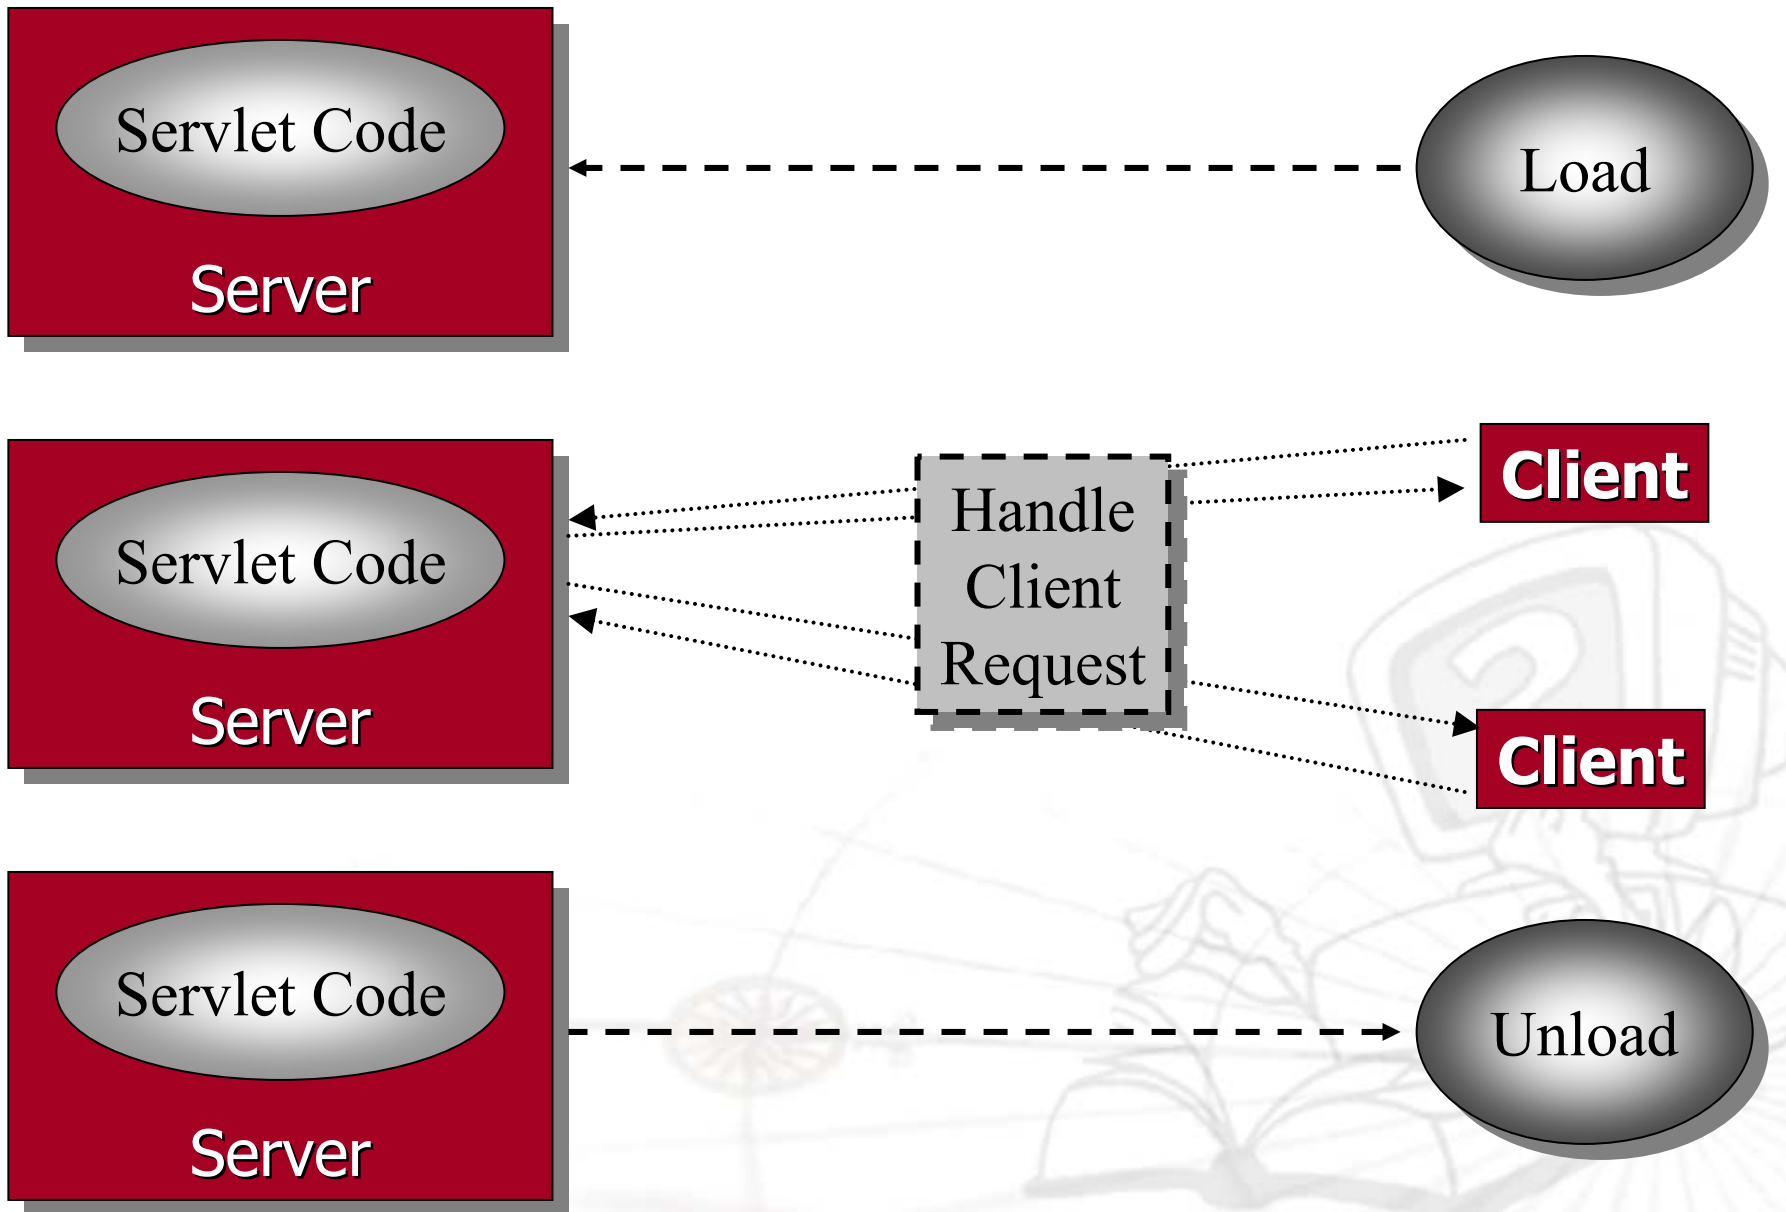 Servlet Code
Load
Server
Servlet Code
Server
Handle
Client
Request
Client
Client
Servlet Code
Unload
Server